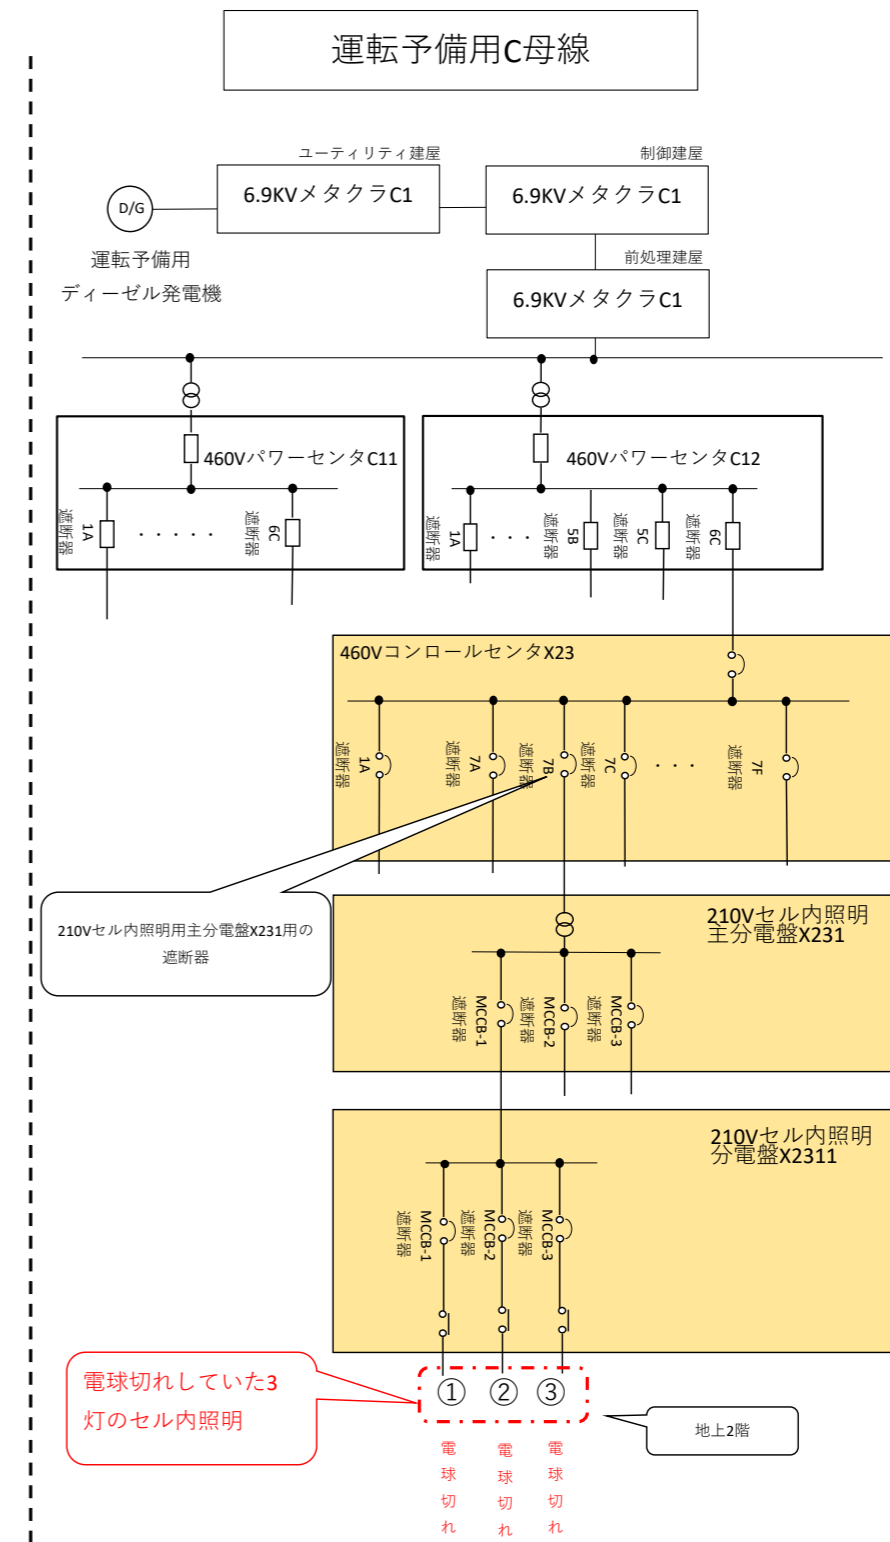 運転予備用C母線
ユーティリティ建屋
6.9KVメタクラC1
制御建屋
6.9KVメタクラC1
D/G
運転予備用
ディーゼル発電機
前処理建屋
6.9KVメタクラC1
460VパワーセンタC11
遮断器
1A
・・・・・
遮断器
6C
460VパワーセンタC12
遮断器
1A
・・・
遮断器
5B
遮断器
5C
遮断器
6C
460VコンロールセンタX23
遮断器
1A
遮断器
7A
遮断器
7B
遮断器
7C
・・・
遮断器
7F
210Vセル内照明用主分電盤X231用の
遮断器
210Vセル内照明
主分電盤X231
遮断器
MCCB-1
遮断器
MCCB-2
遮断器
MCCB-3
210Vセル内照明
分電盤X2311
遮断器
MCCB-1
遮断器
MCCB-2
遮断器
MCCB-3
電球切れしていた3
灯のセル内照明
① ② ③
地上2階
電球切れ
電球切れ
電球切れ